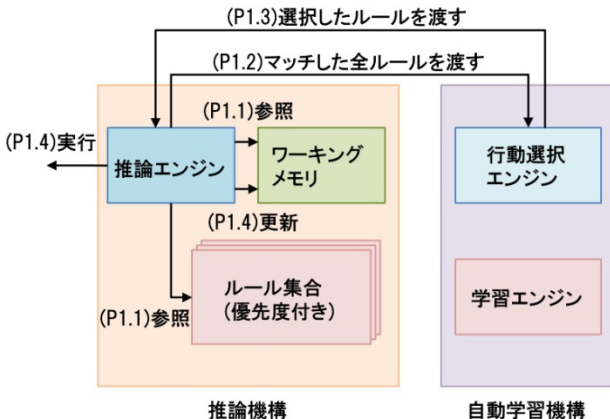 (P1.3)選択したルールを渡す
(P1.2)マッチした全ルールを渡す
(P1.1)参照
(P1.4)実行
推論エンジン
ワーキング
メモリ
行動選択
エンジン
(P1.4)更新
ルール集合
(優先度付き)
(P1.1)参照
学習エンジン
推論機構
自動学習機構